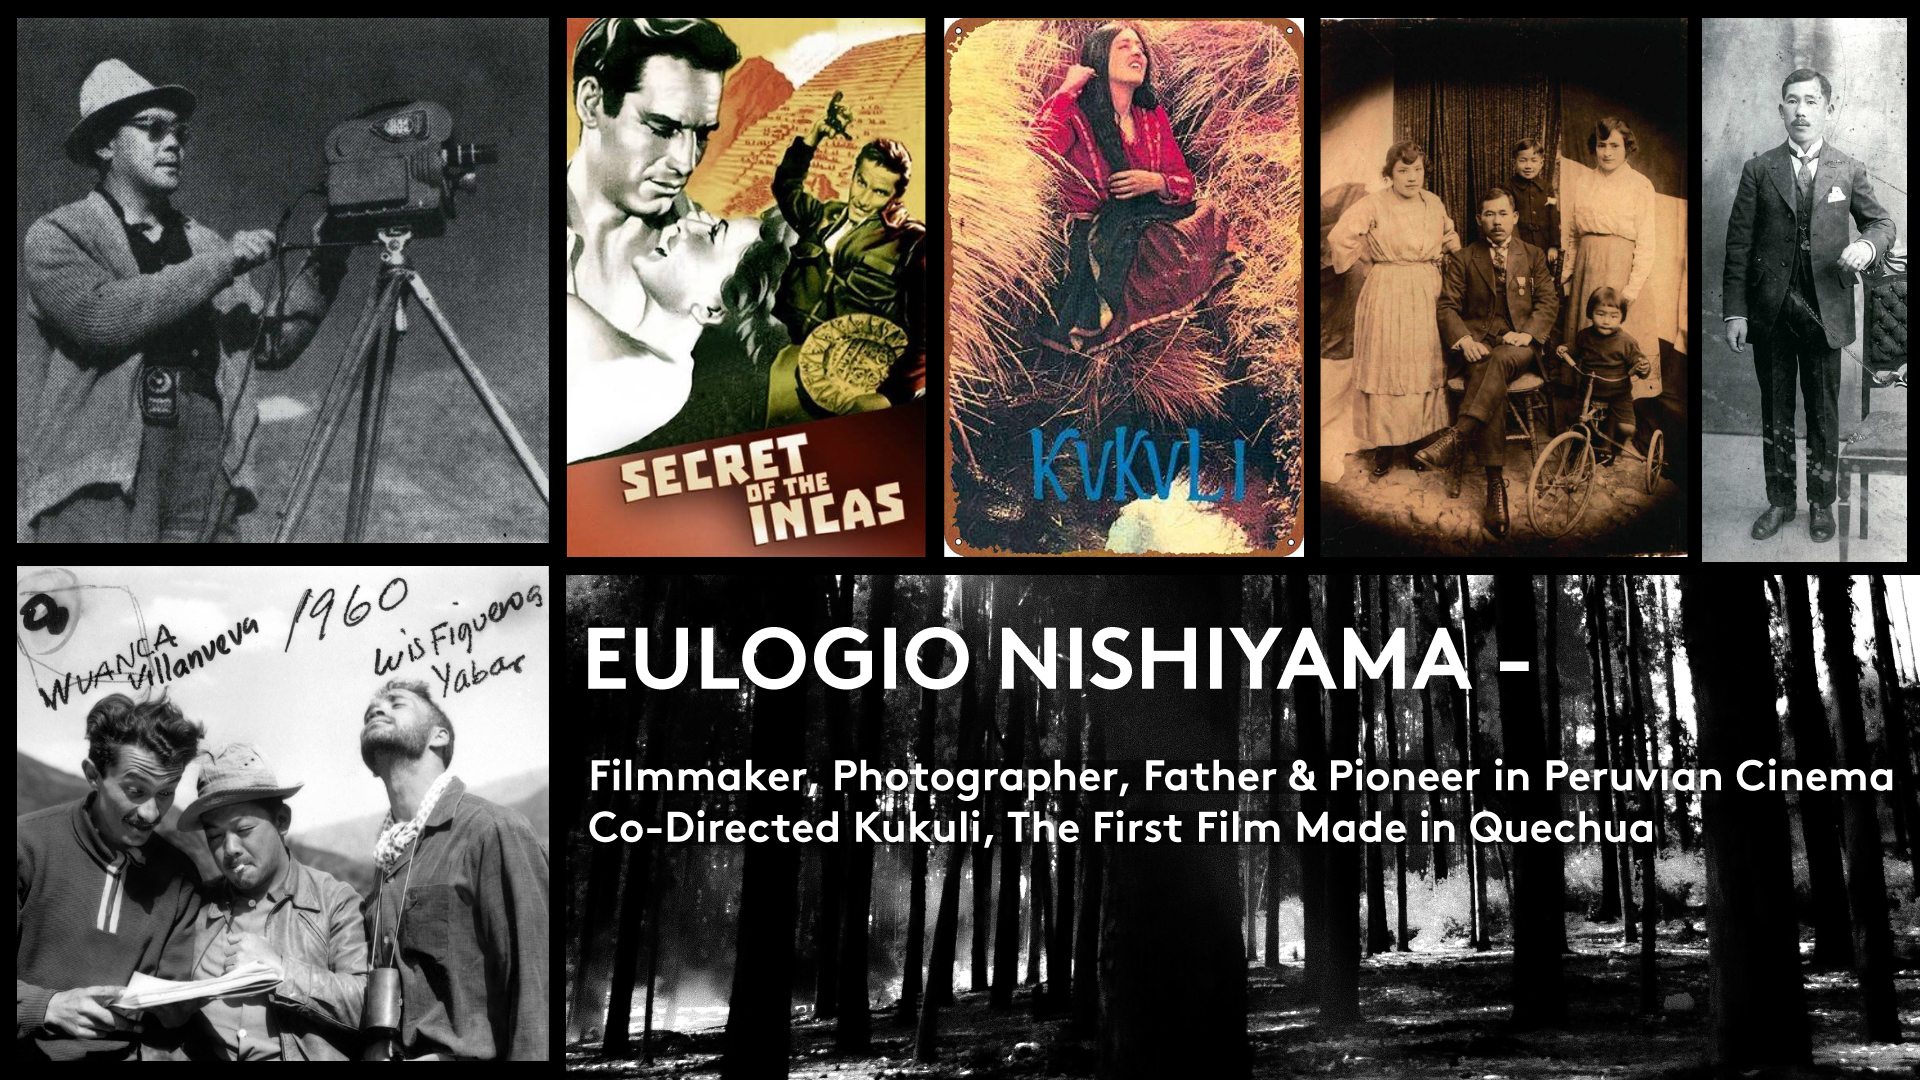 SECRET
OF THE
INCAS
KUKULI
a
WUANCA
Villanueva
1960
Luis Figueroa
Yabar
EULOGIO NISHIYAMA -
Filmmaker, Photographer, Father & Pioneer in Peruvian Cinema
Co-Directed Kukuli, The First Film Made in Quechua